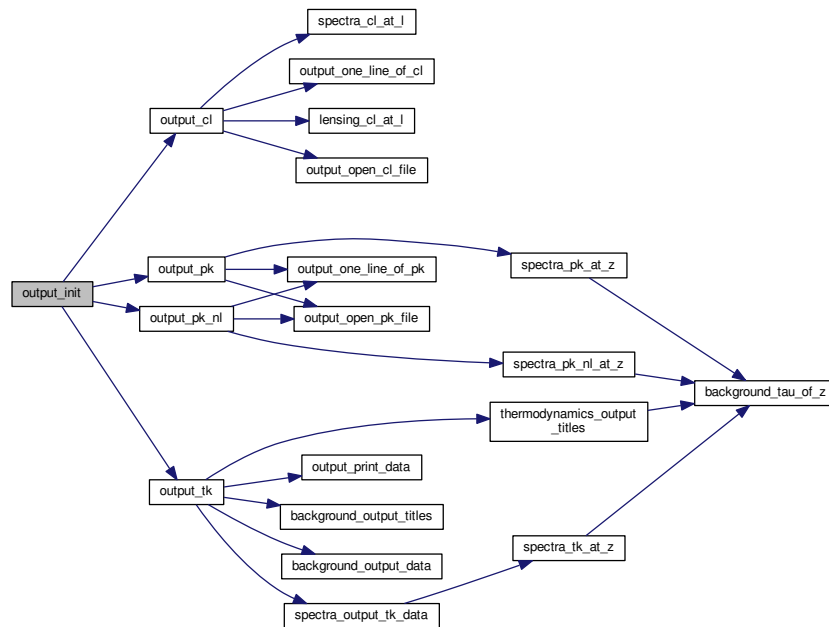 spectra_cl_at_l
output_one_line_of_cl
output_cl
lensing_cl_at_l
output_open_cl_file
output_pk
spectra_pk_at_z
output_one_line_of_pk
output_init
output_pk_nl
output_open_pk_file
spectra_pk_nl_at_z
background_tau_of_z
thermodynamics_output
_titles
output_print_data
output_tk
background_output_titles
spectra_tk_at_z
background_output_data
spectra_output_tk_data